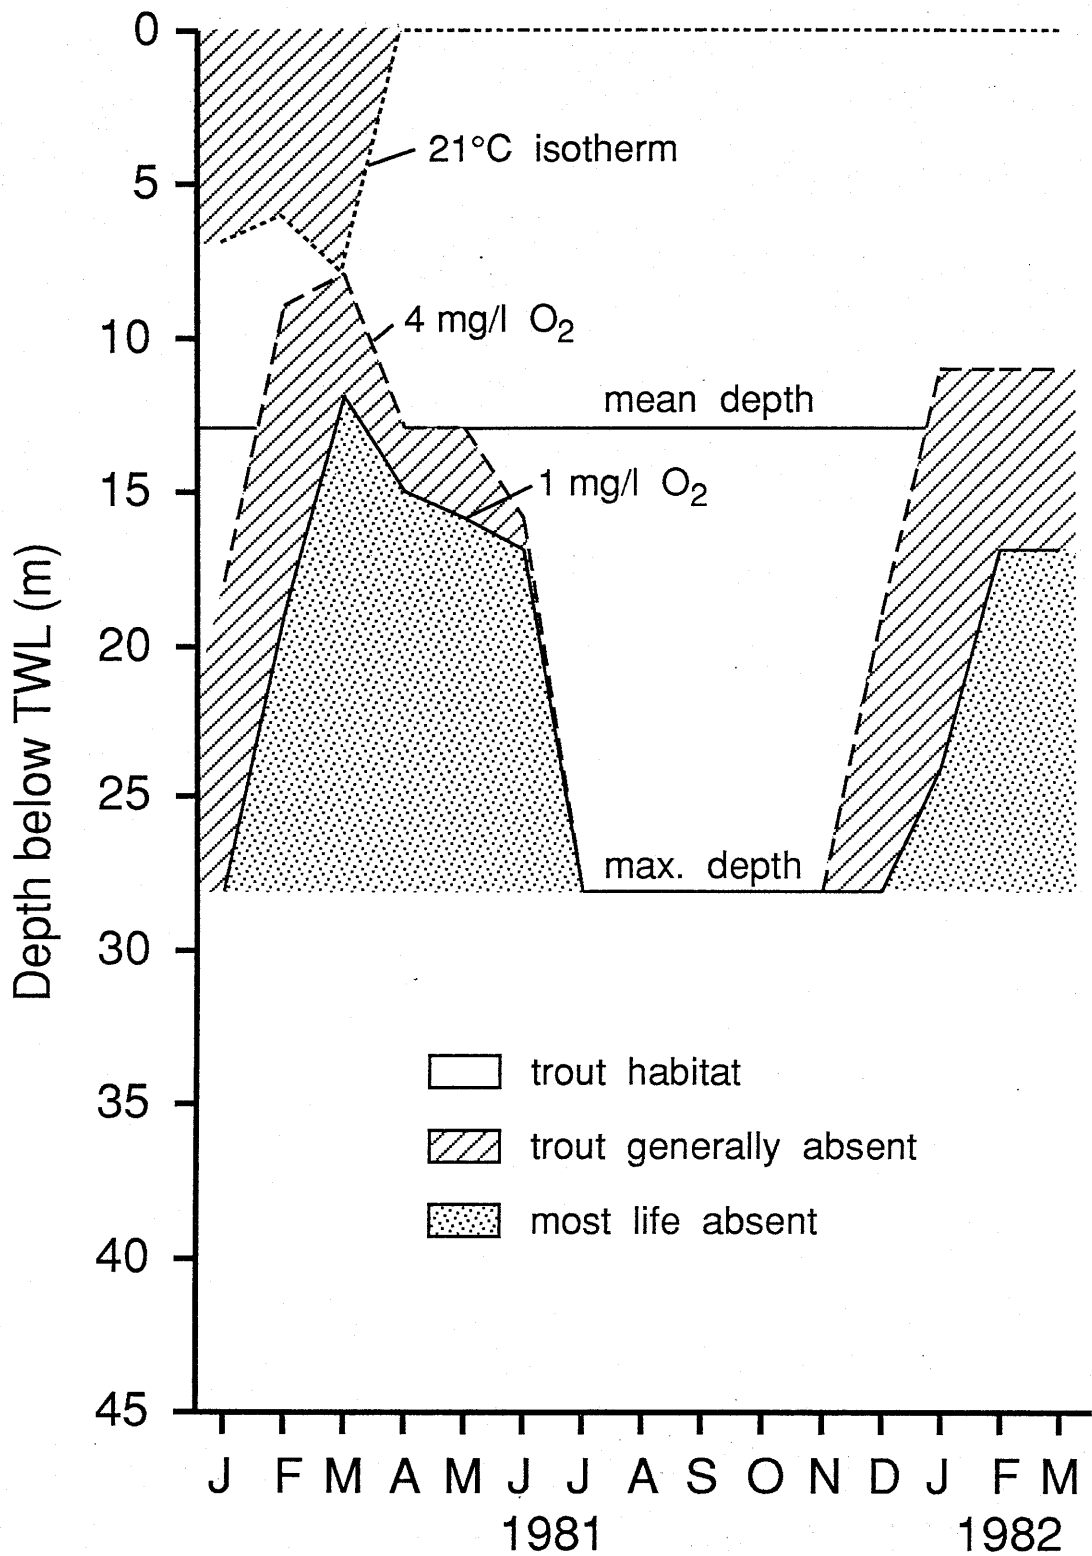 0
5
10
15
20
25
30
35
40
45
Depth below TWL (m)
21°C isotherm
4 mg/l O₂
mean depth
1 mg/l O₂
max. depth
trout habitat
trout generally absent
most life absent
J F M A M J J A S O N D J F M
1981 1982